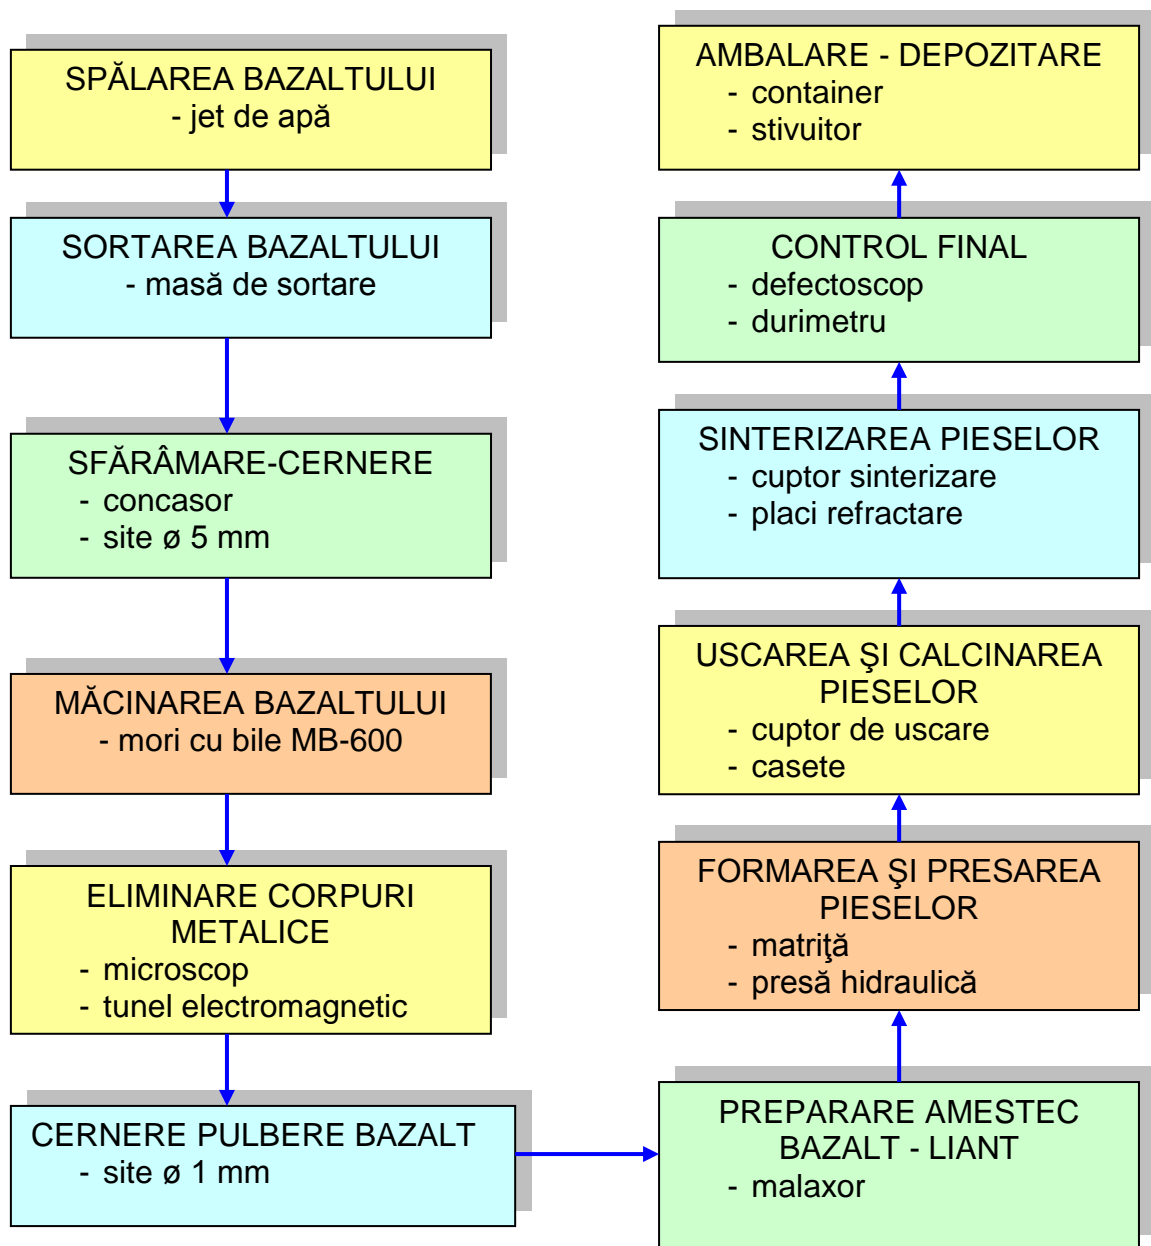 SPĂLAREA BAZALTULUI
- jet de apă
SORTAREA BAZALTULUI
- masă de sortare
SFĂRÂMARE-CERNERE
- concasor
- site ø 5 mm
MĂCINAREA BAZALTULUI
- mori cu bile MB-600
ELIMINARE CORPURI
METALICE
- microscop
- tunel electromagnetic
CERNERE PULBERE BAZALT
- site ø 1 mm
PREPARARE AMESTEC
BAZALT - LIANT
- malaxor
FORMAREA ŞI PRESAREA
PIESELOR
- matriţă
- presă hidraulică
USCAREA ŞI CALCINAREA
PIESELOR
- cuptor de uscare
- casete
SINTERIZAREA PIESELOR
- cuptor sinterizare
- placi refractare
CONTROL FINAL
- defectoscop
- durimetru
AMBALARE - DEPOZITARE
- container
- stivuitor